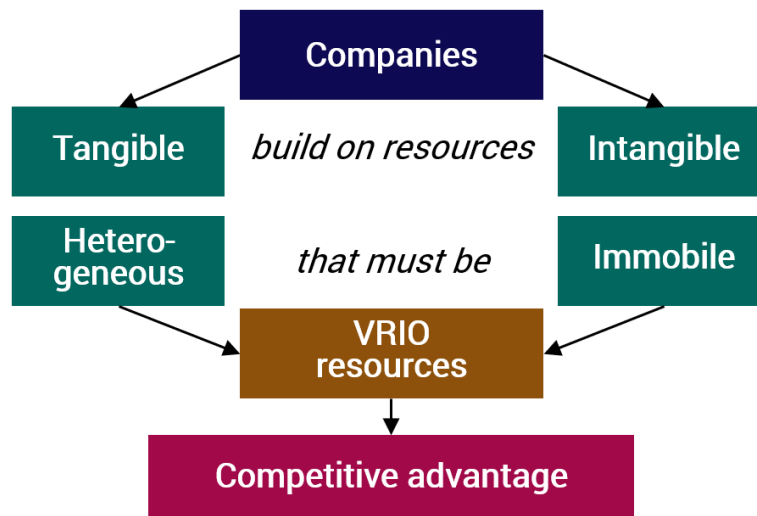 Companies
Tangible
build on resources
Intangible
Hetero-
geneous
that must be
Immobile
VRIO
resources
Competitive advantage